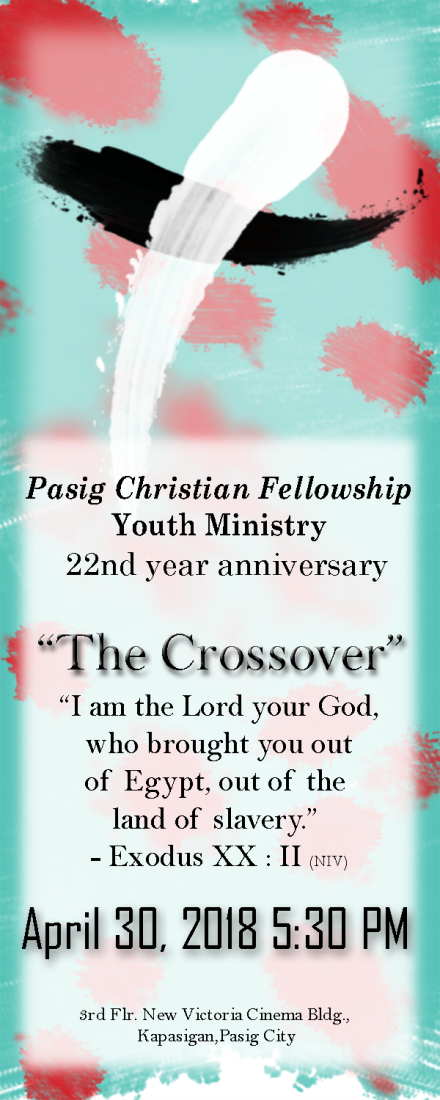 Pasig Christian Fellowship
Youth Ministry
22nd year anniversary
“The Crossover”
“I am the Lord your God,
who brought you out
of Egypt, out of the
land of slavery.”
- Exodus XX : II (NIV)
April 30, 2018 5:30 PM
3rd Flr. New Victoria Cinema Bldg.,
Kapasigan,Pasig City